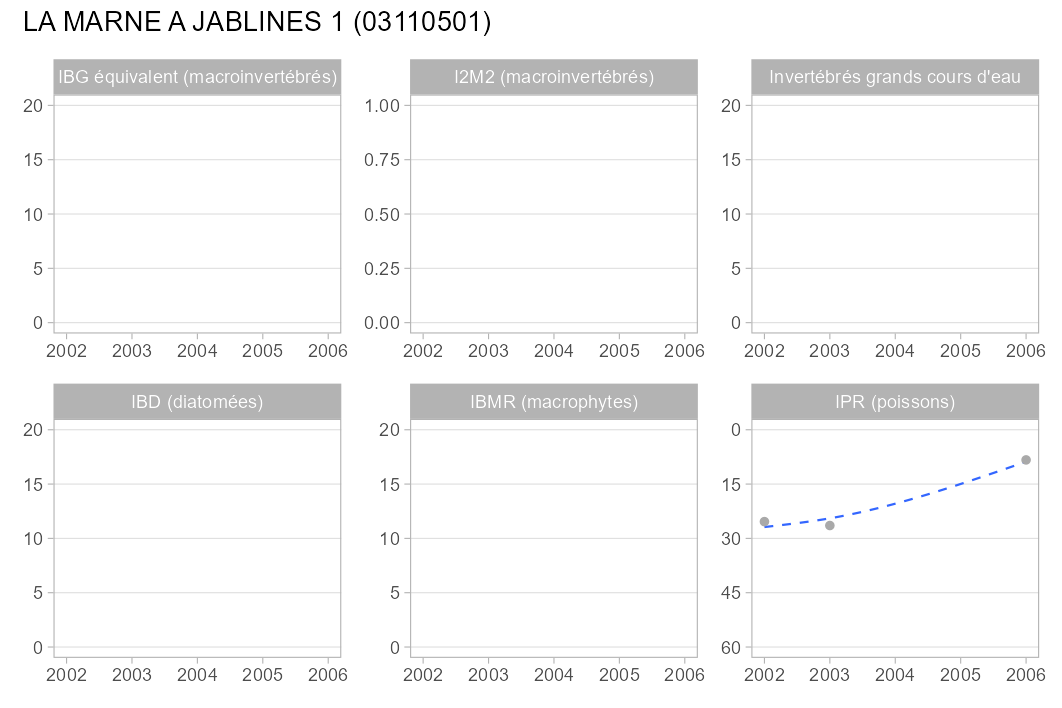 LA MARNE A JABLINES 1 (03110501)
IBG équivalent (macroinvertébrés)
20
15
10
5
0
2002 2003 2004 2005 2006
I2M2 (macroinvertébrés)
1.00
0.75
0.50
0.25
0.00
2002 2003 2004 2005 2006
Invertébrés grands cours d'eau
20
15
10
5
0
2002 2003 2004 2005 2006
IBD (diatomées)
20
15
10
5
0
2002 2003 2004 2005 2006
IBMR (macrophytes)
20
15
10
5
0
2002 2003 2004 2005 2006
IPR (poissons)
0
15
30
45
60
2002 2003 2004 2005 2006